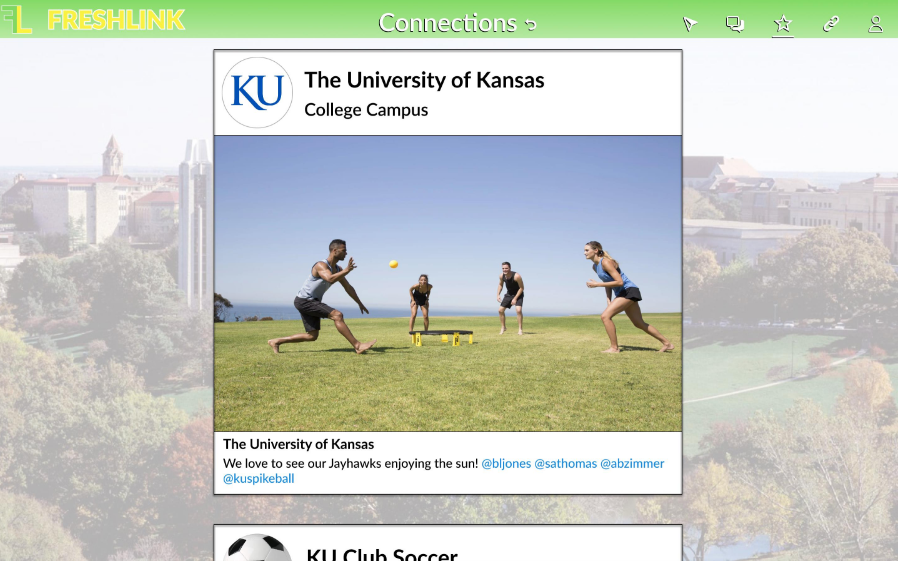 FL FRESHLINK
Connections
KU
The University of Kansas
College Campus
The University of Kansas
We love to see our Jayhawks enjoying the sun! @bljones @sathomas @abzimmer
@kuspikeball
KU Club Soccer